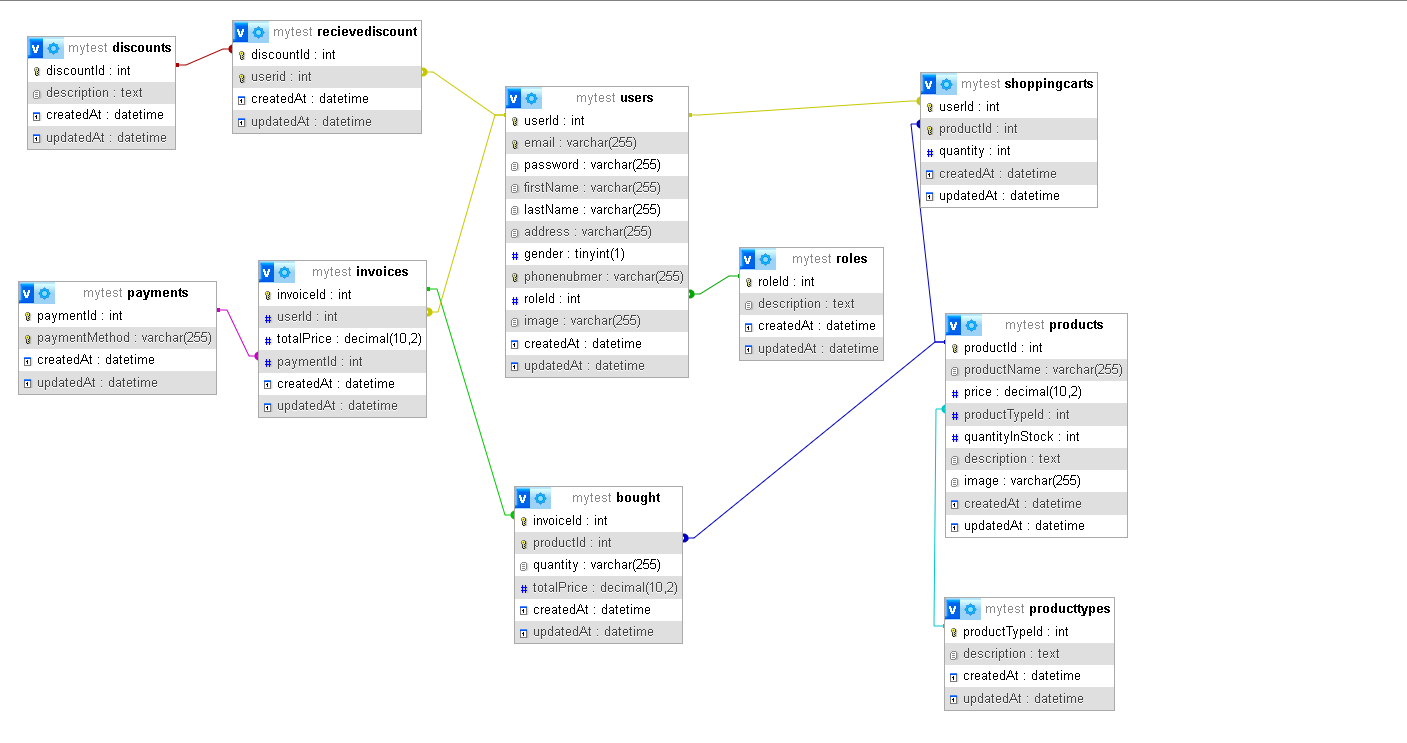 v mytest discounts
discountId : int
description : text
createdAt : datetime
updatedAt : datetime
v mytest recievediscount
discountId : int
userid : int
createdAt : datetime
updatedAt : datetime
v mytest users
userId : int
email : varchar(255)
password : varchar(255)
firstName : varchar(255)
lastName : varchar(255)
address : varchar(255)
# gender : tinyint(1)
phonenubmer : varchar(255)
# roleId : int
image : varchar(255)
createdAt : datetime
updatedAt : datetime
v mytest shoppingcarts
userId : int
productId : int
# quantity : int
createdAt : datetime
updatedAt : datetime
v mytest payments
paymentId : int
paymentMethod : varchar(255)
createdAt : datetime
updatedAt : datetime
v mytest invoices
invoiceId : int
# userId : int
# totalPrice : decimal(10,2)
# paymentId : int
createdAt : datetime
updatedAt : datetime
v mytest roles
roleId : int
description : text
createdAt : datetime
updatedAt : datetime
v mytest products
productId : int
productName : varchar(255)
# price : decimal(10,2)
# productTypeId : int
# quantityInStock : int
description : text
image : varchar(255)
createdAt : datetime
updatedAt : datetime
v mytest bought
invoiceId : int
productId : int
quantity : varchar(255)
# totalPrice : decimal(10,2)
createdAt : datetime
updatedAt : datetime
v mytest producttypes
productTypeId : int
description : text
createdAt : datetime
updatedAt : datetime